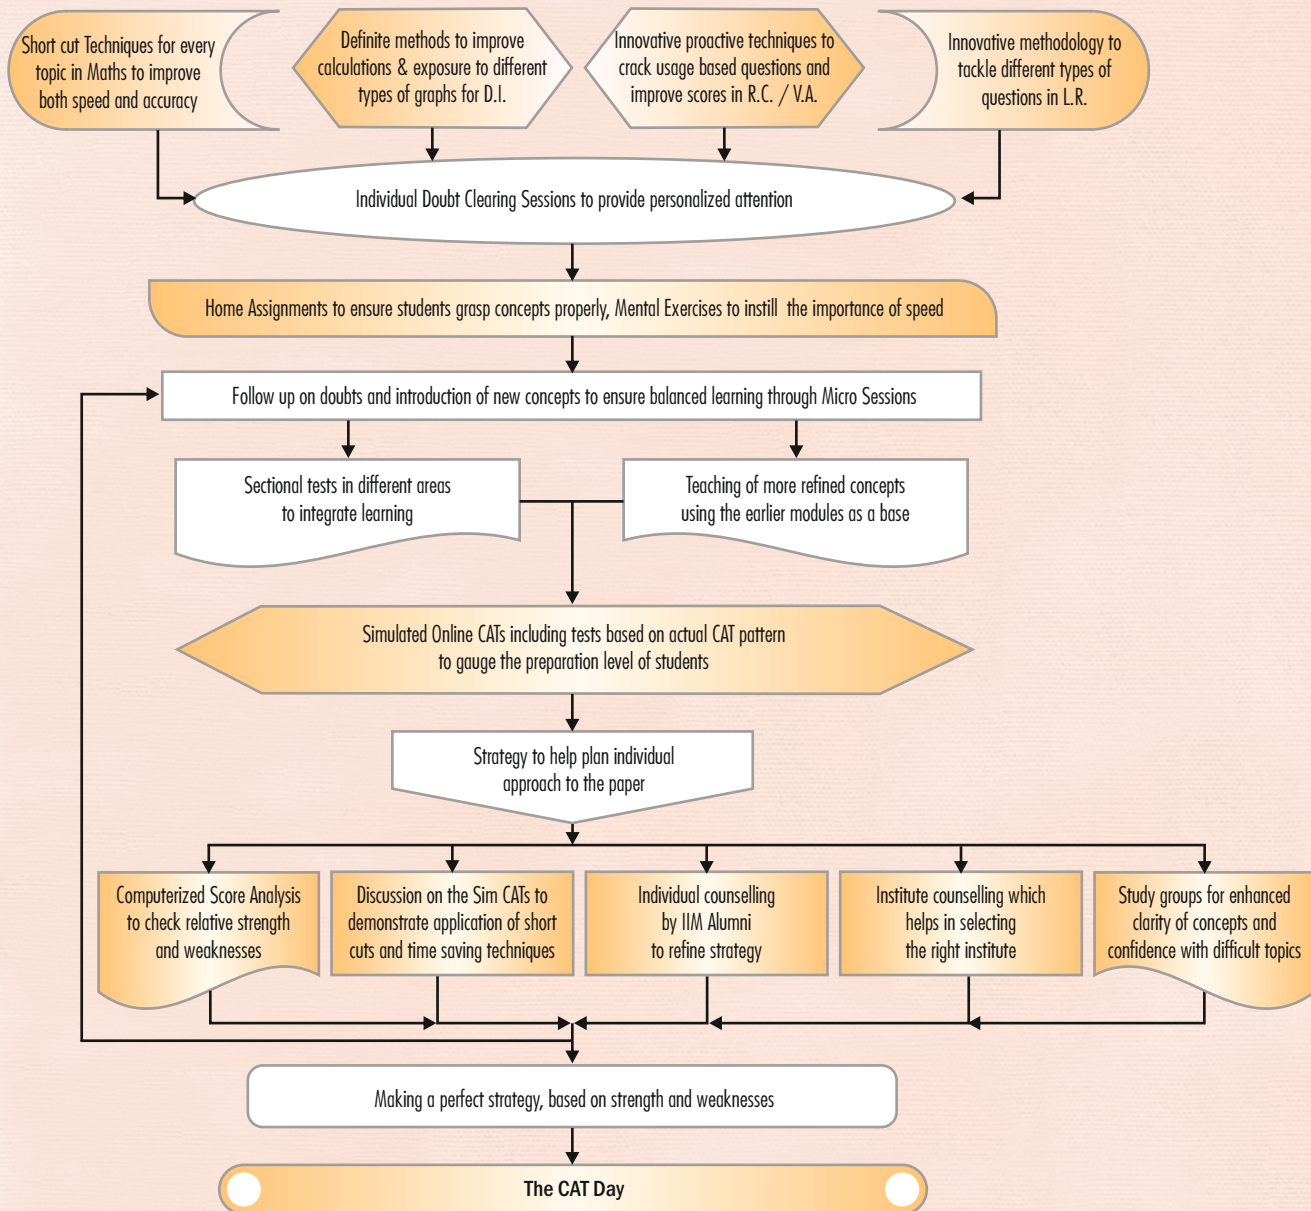 Short cut Techniques for every
topic in Maths to improve
both speed and accuracy
Definite methods to improve
calculations & exposure to different
types of graphs for D.I.
Innovative proactive techniques to
crack usage based questions and
improve scores in R.C. / V.A.
Innovative methodology to
tackle different types of
questions in L.R.
Individual Doubt Clearing Sessions to provide personalized attention
Home Assignments to ensure students grasp concepts properly, Mental Exercises to instill the importance of speed
Follow up on doubts and introduction of new concepts to ensure balanced learning through Micro Sessions
Sectional tests in different areas
to integrate learning
Teaching of more refined concepts
using the earlier modules as a base
Simulated Online CATs including tests based on actual CAT pattern
to gauge the preparation level of students
Strategy to help plan individual
approach to the paper
Computerized Score Analysis
to check relative strength
and weaknesses
Discussion on the Sim CATs to
demonstrate application of short
cuts and time saving techniques
Individual counselling
by IIM Alumni
to refine strategy
Institute counselling which
helps in selecting
the right institute
Study groups for enhanced
clarity of concepts and
confidence with difficult topics
Making a perfect strategy, based on strength and weaknesses
The CAT Day